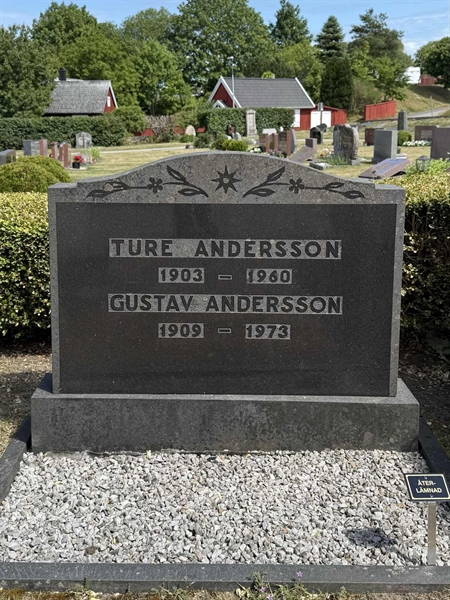 TURE ANDERSSON
1903 – 1960
GUSTAV ANDERSSON
1909 – 1973
ÅTER-
LÄMNAD